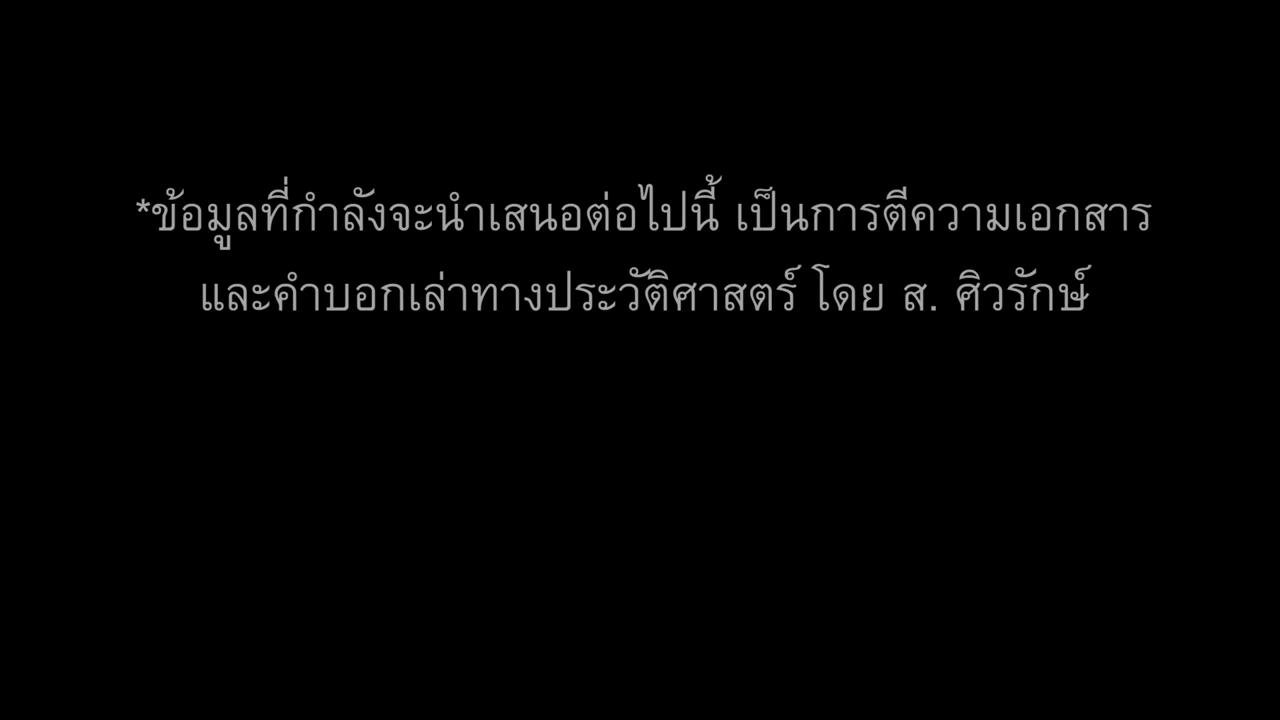 *ข้อมูลที่กำลังจะนำเสนอต่อไปนี้ เป็นการตีความเอกสาร
และคำบอกเล่าทางประวัติศาสตร์ โดย ส. ศิวรักษ์